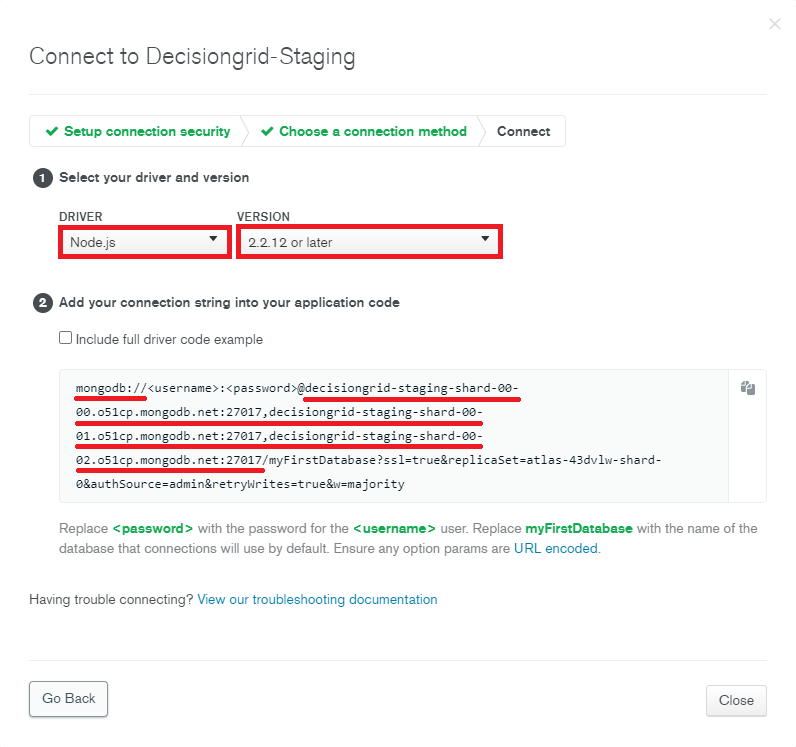 Connect to Decisiongrid-Staging
Setup connection security
Choose a connection method
Connect
1 Select your driver and version
DRIVER
VERSION
Node.js
2.2.12 or later
2 Add your connection string into your application code
Include full driver code example
mongodb://<username>:<password>@decisiongrid-staging-shard-00-
00.o51cp.mongodb.net:27017,decisiongrid-staging-shard-00-
01.o51cp.mongodb.net:27017,decisiongrid-staging-shard-00-
02.o51cp.mongodb.net:27017/myFirstDatabase?ssl=true&replicaSet=atlas-43dvlw-shard-
0&authSource=admin&retryWrites=true&w=majority
Replace <password> with the password for the <username> user. Replace myFirstDatabase with the name of the
database that connections will use by default. Ensure any option params are URL encoded.
Having trouble connecting? View our troubleshooting documentation
Go Back
Close